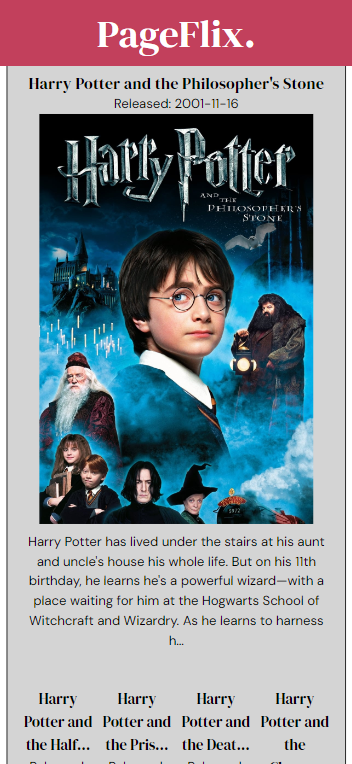 PageFlix.
Harry Potter and the Philosopher's Stone
Released: 2001-11-16
Harry Potter
AND THE
PHILOSOPHER'S
STONE
Harry Potter has lived under the stairs at his aunt
and uncle's house his whole life. But on his 11th
birthday, he learns he's a powerful wizard—with a
place waiting for him at the Hogwarts School of
Witchcraft and Wizardry. As he learns to harness
h...
Harry Harry Harry Harry
Potter and Potter and Potter and Potter and
the Half... the Pris... the Deat... the